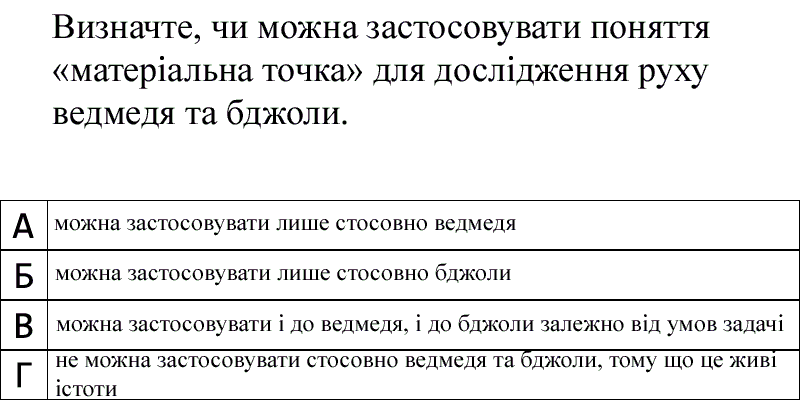 Визначте, чи можна застосовувати поняття
«матеріальна точка» для дослідження руху
ведмедя та бджоли.
А можна застосовувати лише стосовно ведмедя
Б можна застосовувати лише стосовно бджоли
В можна застосовувати і до ведмедя, і до бджоли залежно від умов задачі
Г не можна застосовувати стосовно ведмедя та бджоли, тому що це живі
істоти